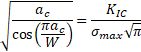 √(a_c / cos(πa_c / W)) = K_IC / (σ_max √π)